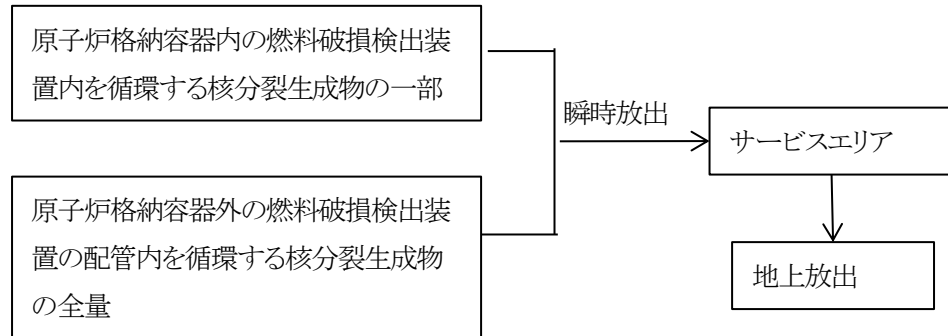 原子炉格納容器内の燃料破損検出装
置内を循環する核分裂生成物の一部
瞬時放出
サービスエリア
原子炉格納容器外の燃料破損検出装
置の配管内を循環する核分裂生成物
の全量
地上放出